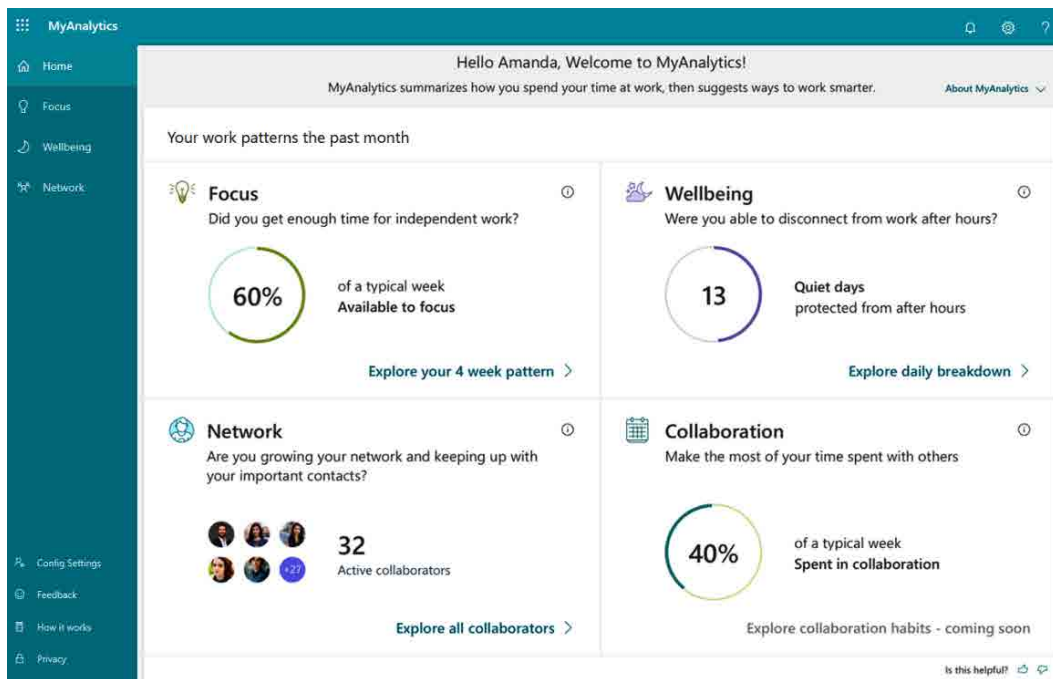 MyAnalytics
Home
Focus
Wellbeing
Network
Config Settings
Feedback
How it works
Privacy
?
Hello Amanda, Welcome to MyAnalytics!
MyAnalytics summarizes how you spend your time at work, then suggests ways to work smarter.
About MyAnalytics
Your work patterns the past month
Focus
Did you get enough time for independent work?
60%
of a typical week
Available to focus
Explore your 4 week pattern >
Wellbeing
Were you able to disconnect from work after hours?
13
Quiet days
protected from after hours
Explore daily breakdown >
Network
Are you growing your network and keeping up with
your important contacts?
+27
32
Active collaborators
Explore all collaborators >
Collaboration
Make the most of your time spent with others
40%
of a typical week
Spent in collaboration
Explore collaboration habits - coming soon
Is this helpful?